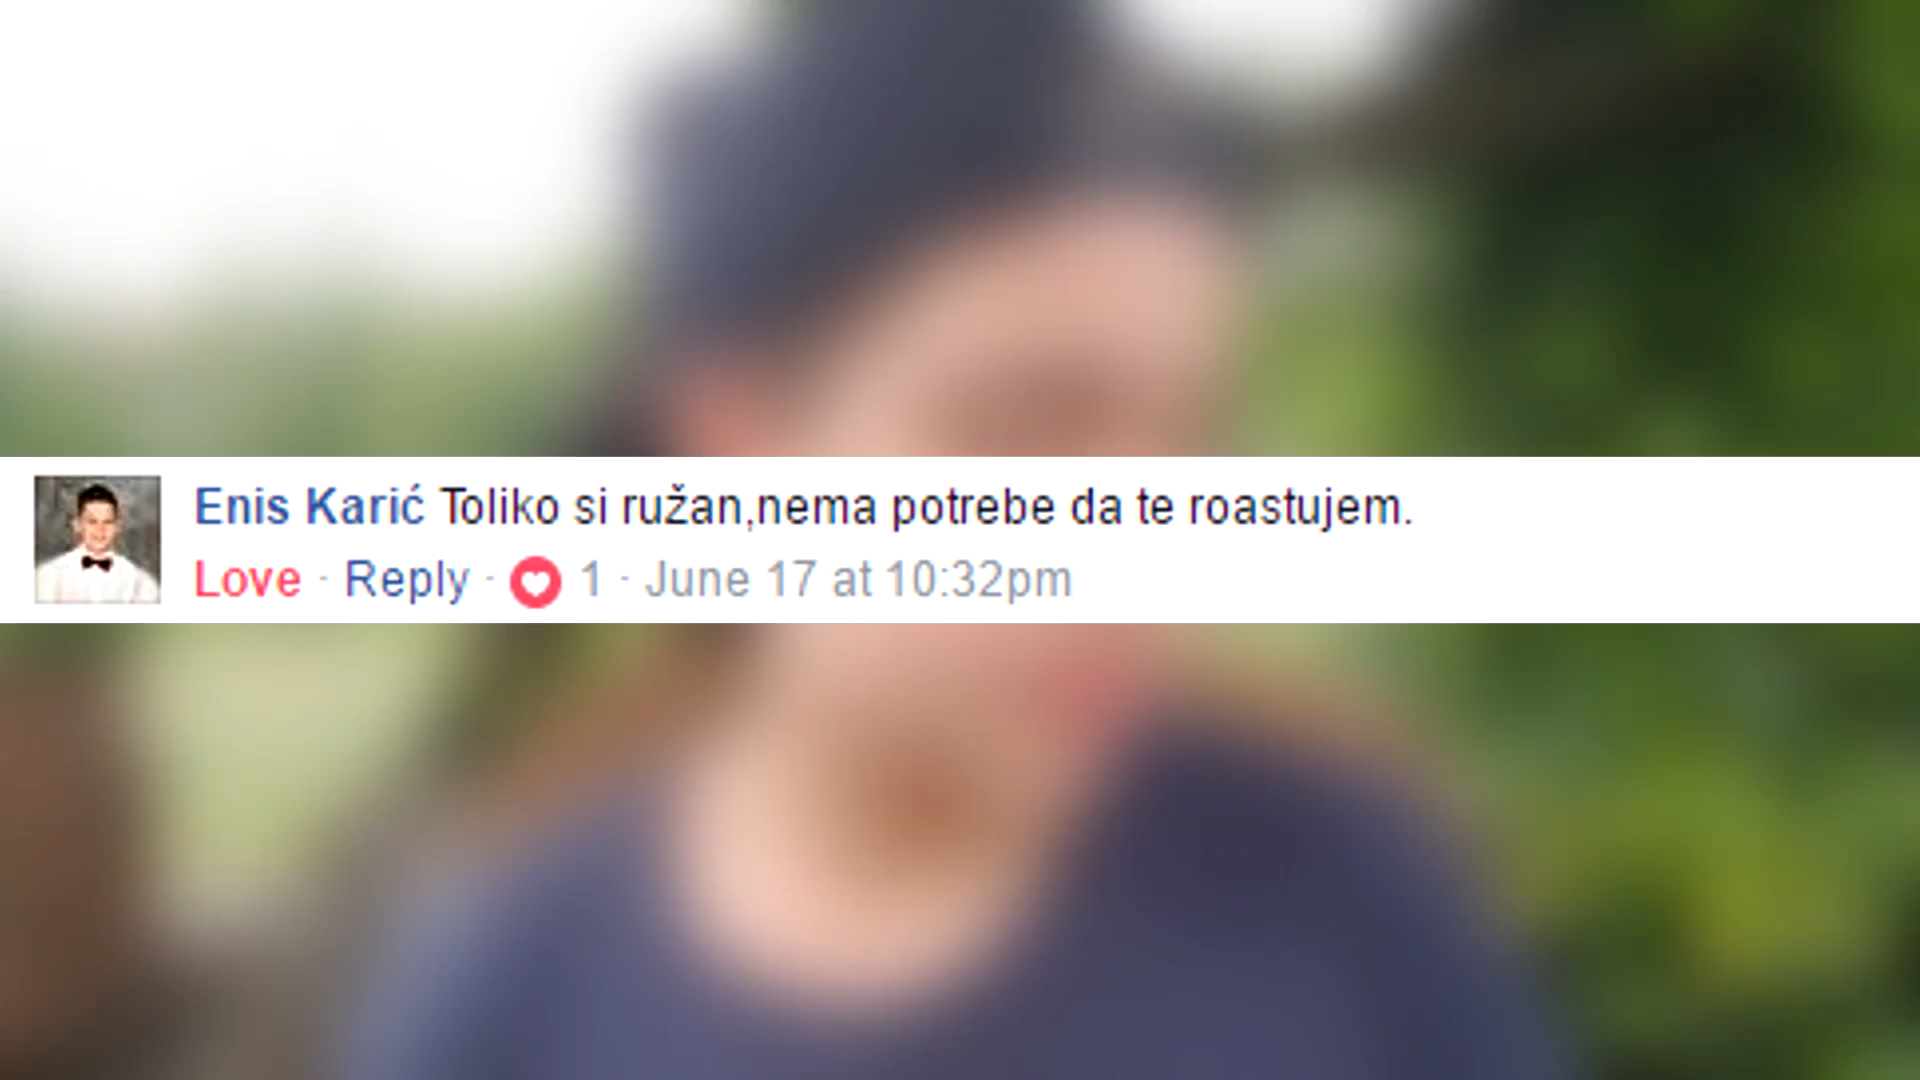 Enis Karić Toliko si ružan,nema potrebe da te roastujem.
Love · Reply · 1 · June 17 at 10:32pm